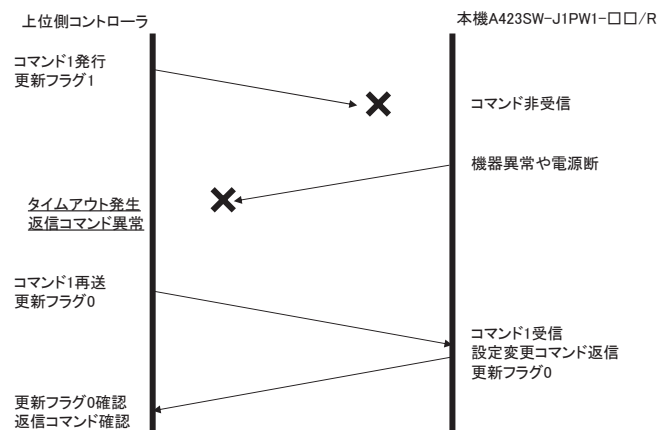 上位側コントローラ
本機A423SW-J1PW1-□□/R
コマンド1発行
更新フラグ1
コマンド非受信
機器異常や電源断
タイムアウト発生
返信コマンド異常
コマンド1再送
更新フラグ0
コマンド1受信
設定変更コマンド返信
更新フラグ0
更新フラグ0確認
返信コマンド確認